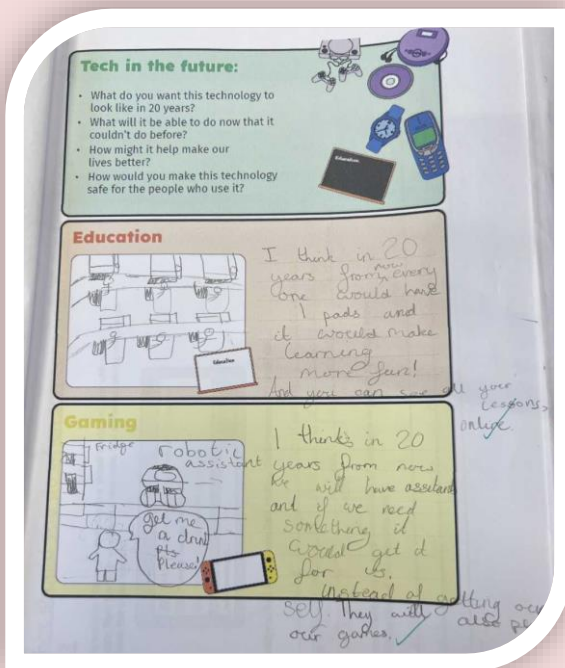 Tech in the future:
• What do you want this technology to
look like in 20 years?
• What will it be able to do now that it
couldn't do before?
• How might it help make our
lives better?
• How would you make this technology
safe for the people who use it?
Education
Education
I think in 20
years from now every
one would have
I pads and
it would make
learning
more fun!
And you can see all your
lessons
online.
Education
Gaming
Fridge
robotic
assistant
get me
a drink
pls
Please!
I thinks in 20
years from now
we will have assitant
and if we need
something it
would get it
for us.
instead of getting our
self. They will also pl
our games.